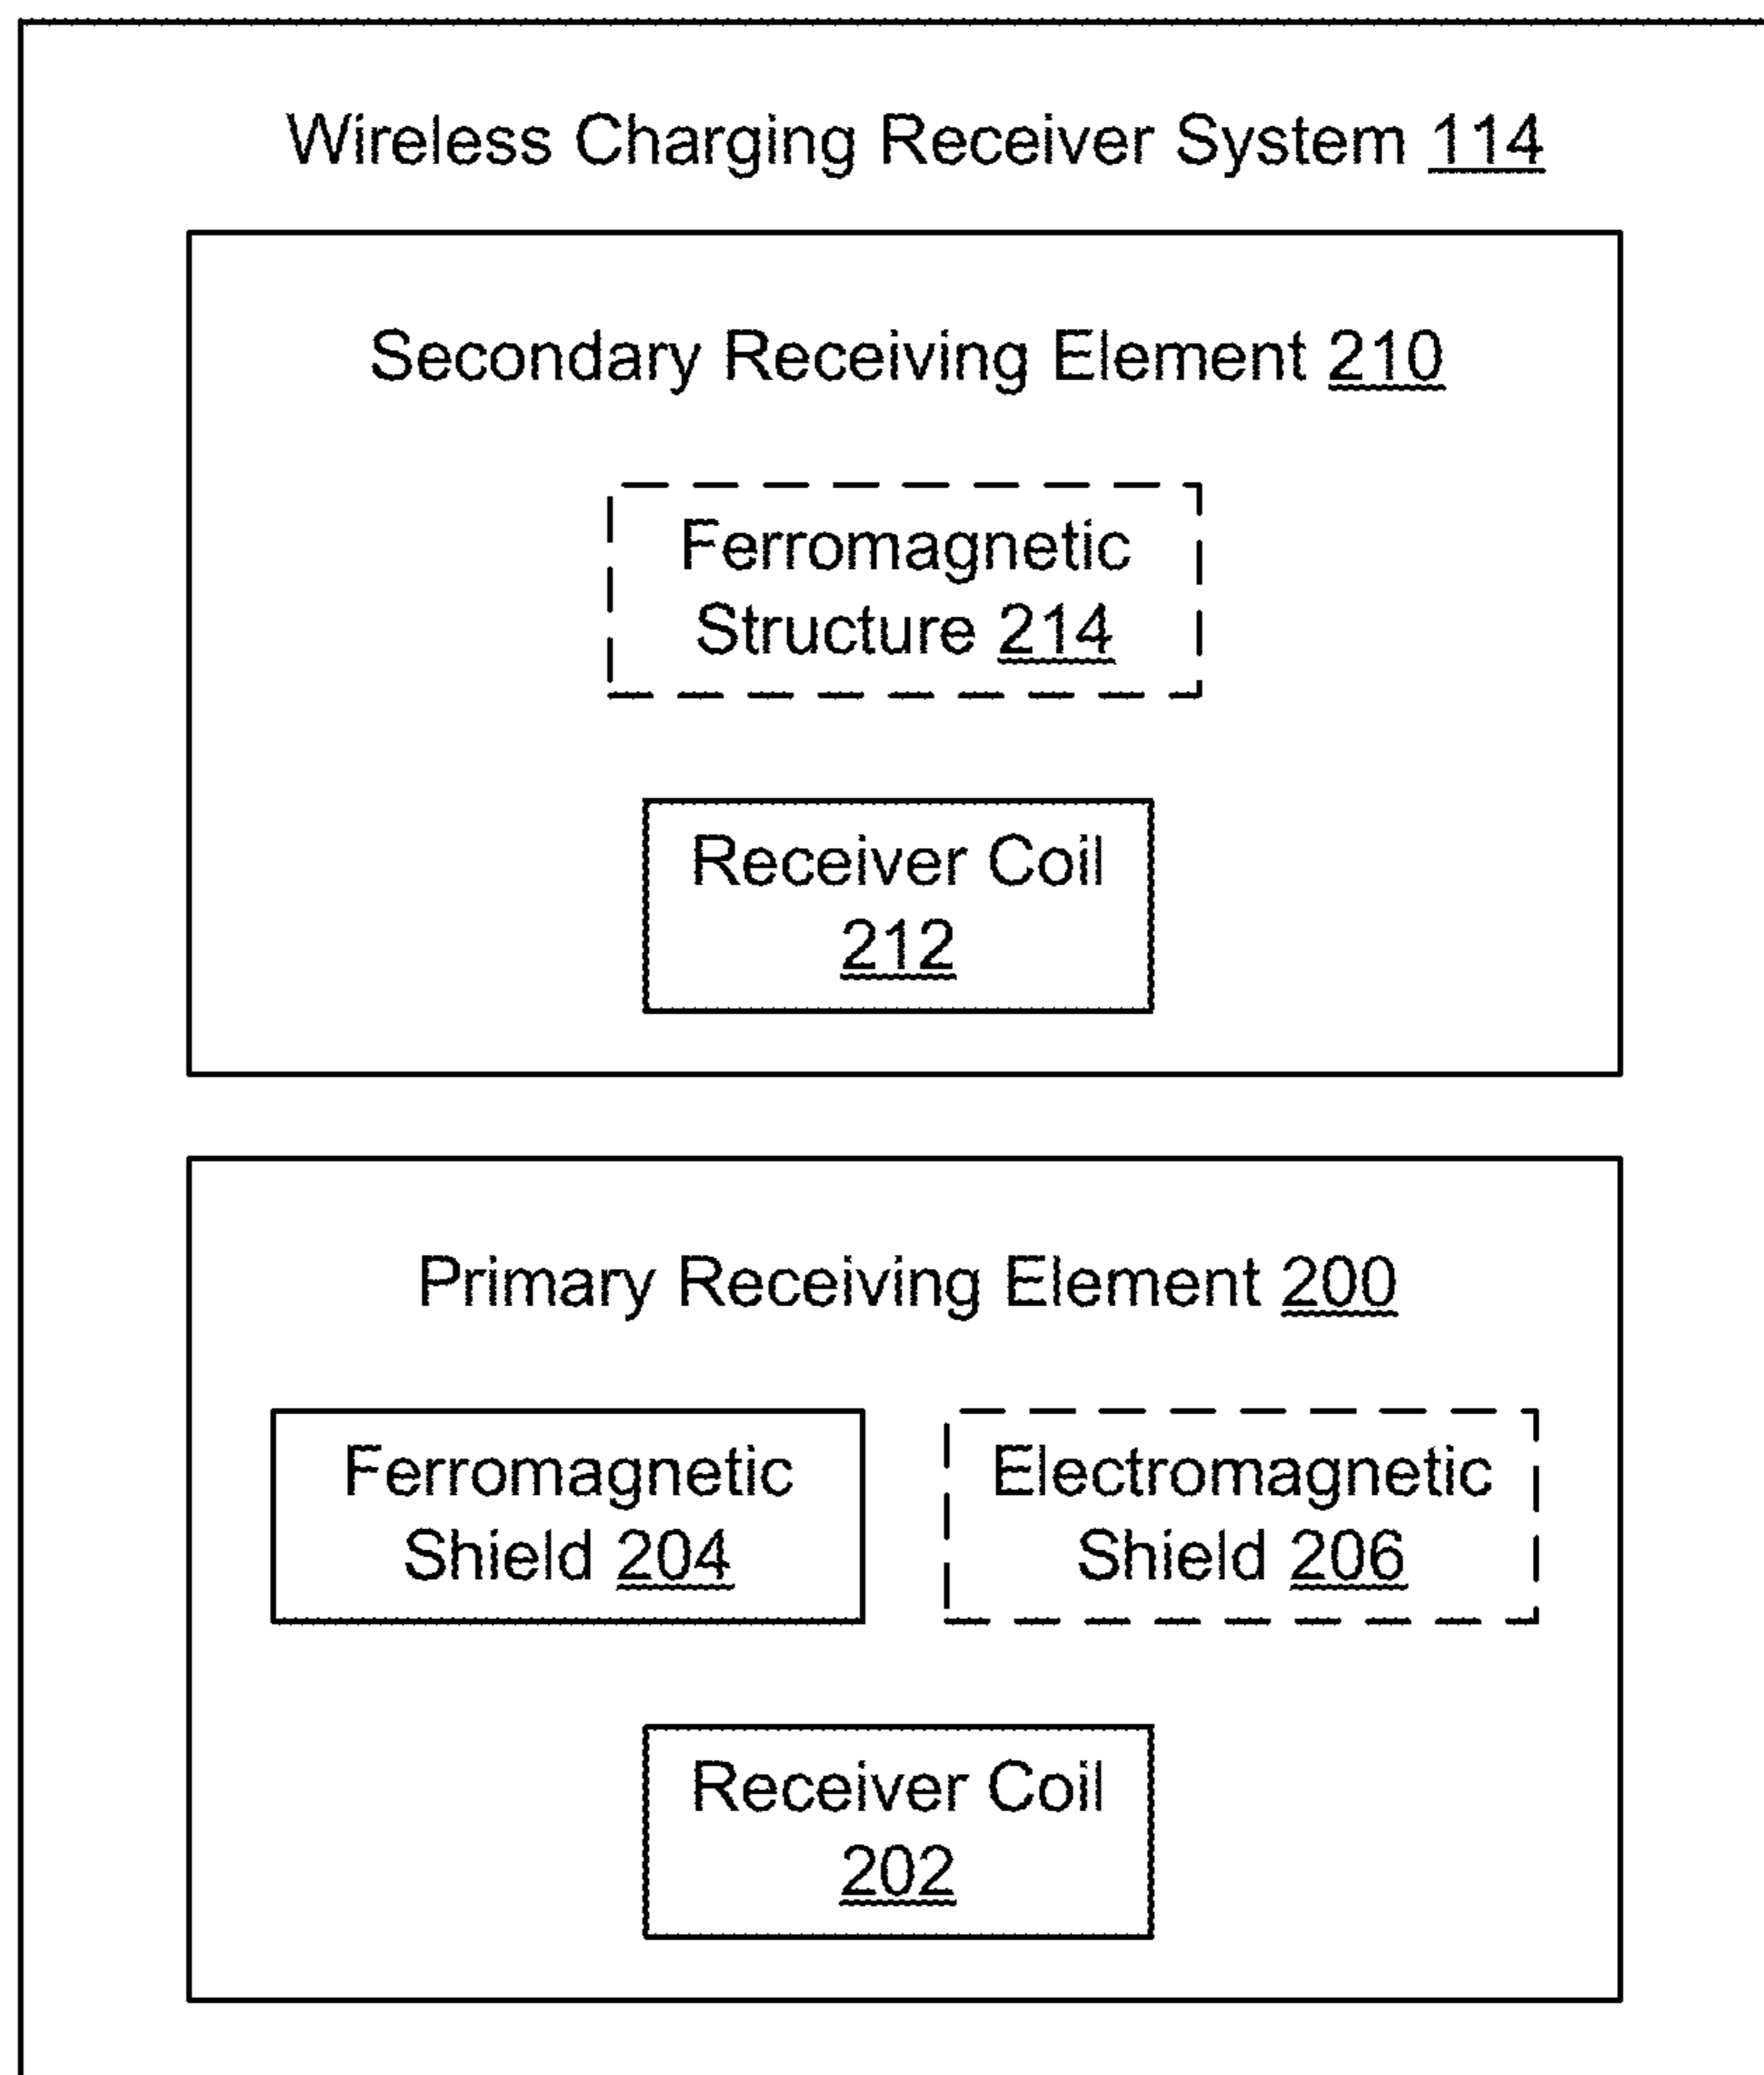 Wireless Charging Receiver System 114
Secondary Receiving Element 210
Ferromagnetic
Structure 214
Receiver Coil
212
Primary Receiving Element 200
Ferromagnetic
Shield 204
Electromagnetic
Shield 206
Receiver Coil
202